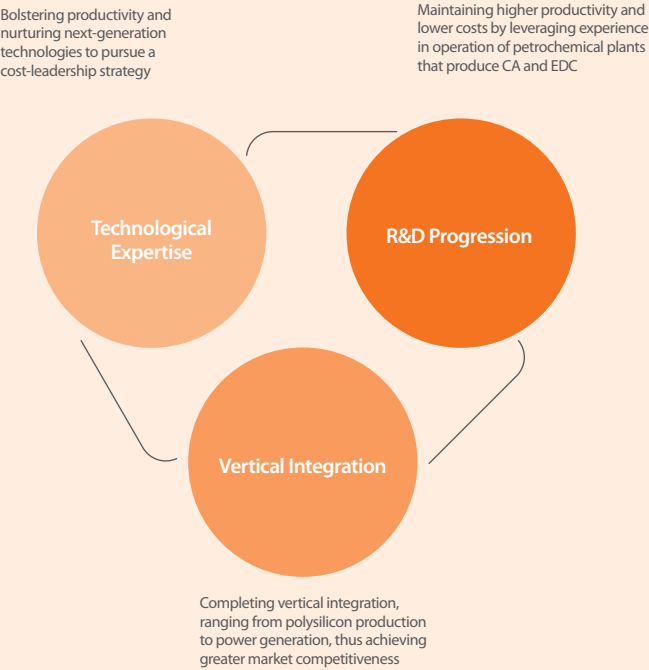 Bolstering productivity and
nurturing next-generation
technologies to pursue a
cost-leadership strategy
Maintaining higher productivity and
lower costs by leveraging experience
in operation of petrochemical plants
that produce CA and EDC
Technological
Expertise
R&D Progression
Vertical Integration
Completing vertical integration,
ranging from polysilicon production
to power generation, thus achieving
greater market competitiveness